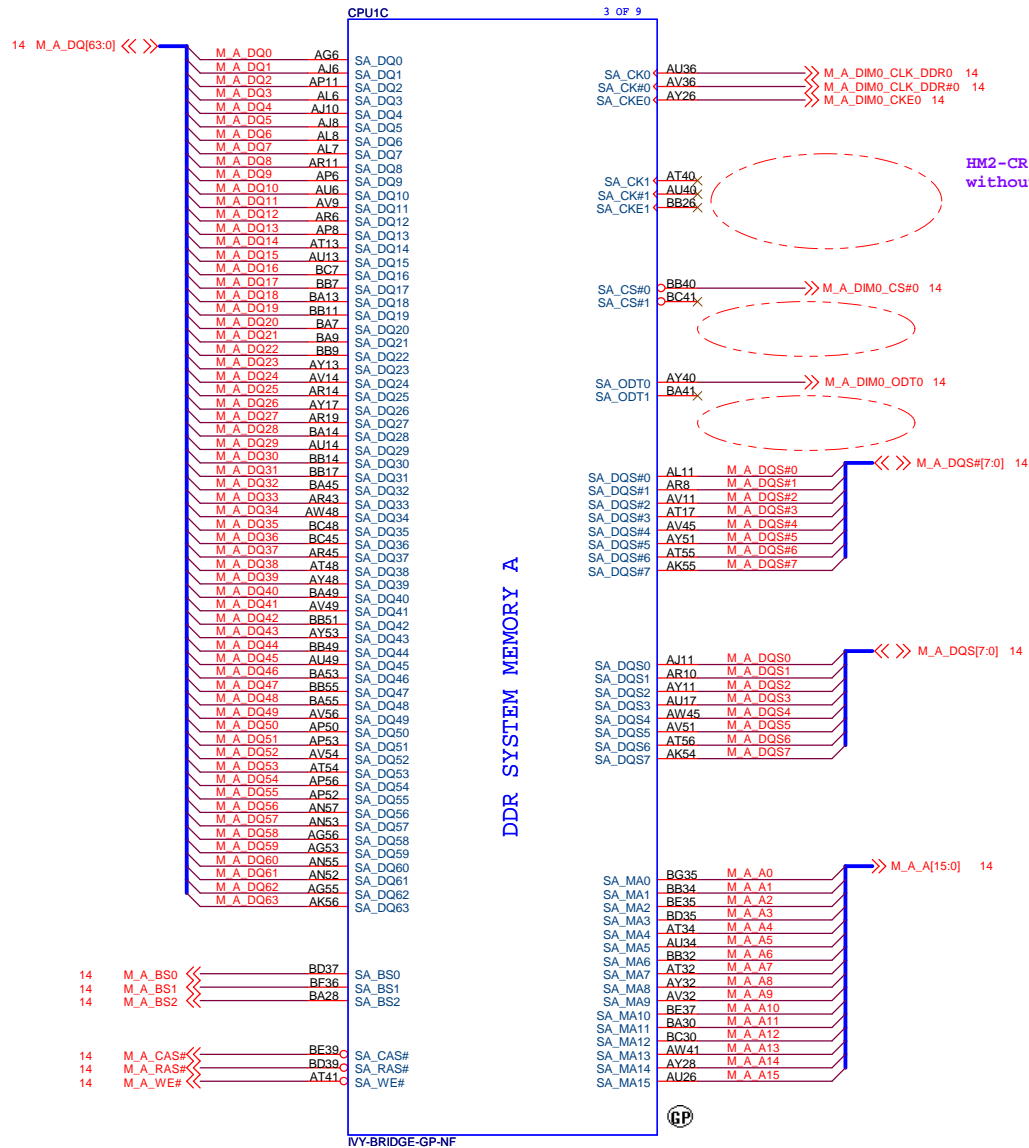 CPU1C
3 OF 9
14 M_A_DQ[63:0]
M_A_DQ0 AG6 SA_DQ0
M_A_DQ1 AJ6 SA_DQ1
M_A_DQ2 AP11 SA_DQ2
M_A_DQ3 AL6 SA_DQ3
M_A_DQ4 AJ10 SA_DQ4
M_A_DQ5 AJ8 SA_DQ5
M_A_DQ6 AL8 SA_DQ6
M_A_DQ7 AL7 SA_DQ7
M_A_DQ8 AR11 SA_DQ8
M_A_DQ9 AP6 SA_DQ9
M_A_DQ10 AU6 SA_DQ10
M_A_DQ11 AV9 SA_DQ11
M_A_DQ12 AR6 SA_DQ12
M_A_DQ13 AP8 SA_DQ13
M_A_DQ14 AT13 SA_DQ14
M_A_DQ15 AU13 SA_DQ15
M_A_DQ16 BC7 SA_DQ16
M_A_DQ17 BB7 SA_DQ17
M_A_DQ18 BA13 SA_DQ18
M_A_DQ19 BB11 SA_DQ19
M_A_DQ20 BA7 SA_DQ20
M_A_DQ21 BA9 SA_DQ21
M_A_DQ22 BB9 SA_DQ22
M_A_DQ23 AY13 SA_DQ23
M_A_DQ24 AV14 SA_DQ24
M_A_DQ25 AR14 SA_DQ25
M_A_DQ26 AY17 SA_DQ26
M_A_DQ27 AR19 SA_DQ27
M_A_DQ28 BA14 SA_DQ28
M_A_DQ29 AU14 SA_DQ29
M_A_DQ30 BB14 SA_DQ30
M_A_DQ31 BB17 SA_DQ31
M_A_DQ32 BA45 SA_DQ32
M_A_DQ33 AR43 SA_DQ33
M_A_DQ34 AW48 SA_DQ34
M_A_DQ35 BC48 SA_DQ35
M_A_DQ36 BC45 SA_DQ36
M_A_DQ37 AR45 SA_DQ37
M_A_DQ38 AT48 SA_DQ38
M_A_DQ39 AY48 SA_DQ39
M_A_DQ40 BA49 SA_DQ40
M_A_DQ41 AV49 SA_DQ41
M_A_DQ42 BB51 SA_DQ42
M_A_DQ43 AY53 SA_DQ43
M_A_DQ44 BB49 SA_DQ44
M_A_DQ45 AU49 SA_DQ45
M_A_DQ46 BA53 SA_DQ46
M_A_DQ47 BB55 SA_DQ47
M_A_DQ48 BA55 SA_DQ48
M_A_DQ49 AV56 SA_DQ49
M_A_DQ50 AP50 SA_DQ50
M_A_DQ51 AP53 SA_DQ51
M_A_DQ52 AV54 SA_DQ52
M_A_DQ53 AT54 SA_DQ53
M_A_DQ54 AP56 SA_DQ54
M_A_DQ55 AP52 SA_DQ55
M_A_DQ56 AN57 SA_DQ56
M_A_DQ57 AN53 SA_DQ57
M_A_DQ58 AG56 SA_DQ58
M_A_DQ59 AG53 SA_DQ59
M_A_DQ60 AN55 SA_DQ60
M_A_DQ61 AN52 SA_DQ61
M_A_DQ62 AG55 SA_DQ62
M_A_DQ63 AK56 SA_DQ63
14 M_A_BS0 BD37 SA_BS0
14 M_A_BS1 BF36 SA_BS1
14 M_A_BS2 BA28 SA_BS2
14 M_A_CAS# BE39 SA_CAS#
14 M_A_RAS# BD39 SA_RAS#
14 M_A_WE# AT41 SA_WE#
DDR SYSTEM MEMORY A
SA_CK0 AU36 M_A_DIM0_CLK_DDR0 14
SA_CK#0 AV36 M_A_DIM0_CLK_DDR#0 14
SA_CKE0 AY26 M_A_DIM0_CKE0 14
HM2-CR
withou
SA_CK1 AT40
SA_CK#1 AU40
SA_CKE1 BB26
SA_CS#0 BB40 M_A_DIM0_CS#0 14
SA_CS#1 BC41
SA_ODT0 AY40 M_A_DIM0_ODT0 14
SA_ODT1 BA41
M_A_DQS#[7:0] 14
SA_DQS#0 AL11 M_A_DQS#0
SA_DQS#1 AR8 M_A_DQS#1
SA_DQS#2 AV11 M_A_DQS#2
SA_DQS#3 AT17 M_A_DQS#3
SA_DQS#4 AV45 M_A_DQS#4
SA_DQS#5 AY51 M_A_DQS#5
SA_DQS#6 AT55 M_A_DQS#6
SA_DQS#7 AK55 M_A_DQS#7
M_A_DQS[7:0] 14
SA_DQS0 AJ11 M_A_DQS0
SA_DQS1 AR10 M_A_DQS1
SA_DQS2 AY11 M_A_DQS2
SA_DQS3 AU17 M_A_DQS3
SA_DQS4 AW45 M_A_DQS4
SA_DQS5 AV51 M_A_DQS5
SA_DQS6 AT56 M_A_DQS6
SA_DQS7 AK54 M_A_DQS7
M_A_A[15:0] 14
SA_MA0 BG35 M_A_A0
SA_MA1 BB34 M_A_A1
SA_MA2 BE35 M_A_A2
SA_MA3 BD35 M_A_A3
SA_MA4 AT34 M_A_A4
SA_MA5 AU34 M_A_A5
SA_MA6 BB32 M_A_A6
SA_MA7 AT32 M_A_A7
SA_MA8 AY32 M_A_A8
SA_MA9 AV32 M_A_A9
SA_MA10 BE37 M_A_A10
SA_MA11 BA30 M_A_A11
SA_MA12 BC30 M_A_A12
SA_MA13 AW41 M_A_A13
SA_MA14 AY28 M_A_A14
SA_MA15 AU26 M_A_A15
GP
IVY-BRIDGE-GP-NF